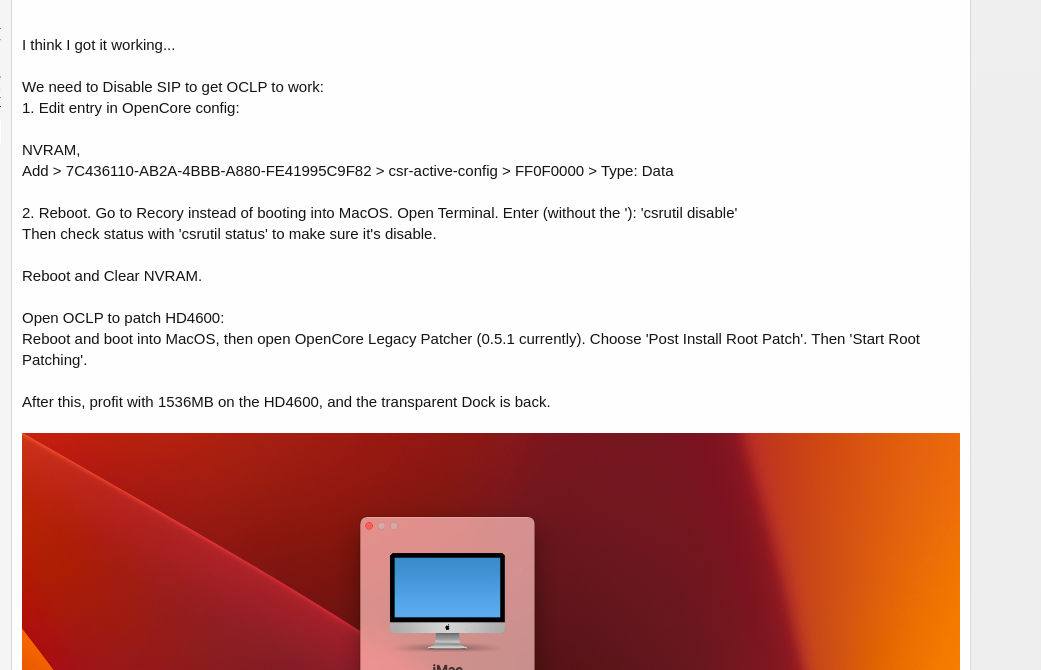 I think I got it working...
We need to Disable SIP to get OCLP to work:
1. Edit entry in OpenCore config:
NVRAM,
Add > 7C436110-AB2A-4BBB-A880-FE41995C9F82 > csr-active-config > FF0F0000 > Type: Data
2. Reboot. Go to Recory instead of booting into MacOS. Open Terminal. Enter (without the '): 'csrutil disable'
Then check status with 'csrutil status' to make sure it's disable.
Reboot and Clear NVRAM.
Open OCLP to patch HD4600:
Reboot and boot into MacOS, then open OpenCore Legacy Patcher (0.5.1 currently). Choose 'Post Install Root Patch'. Then 'Start Root
Patching'.
After this, profit with 1536MB on the HD4600, and the transparent Dock is back.
iMac